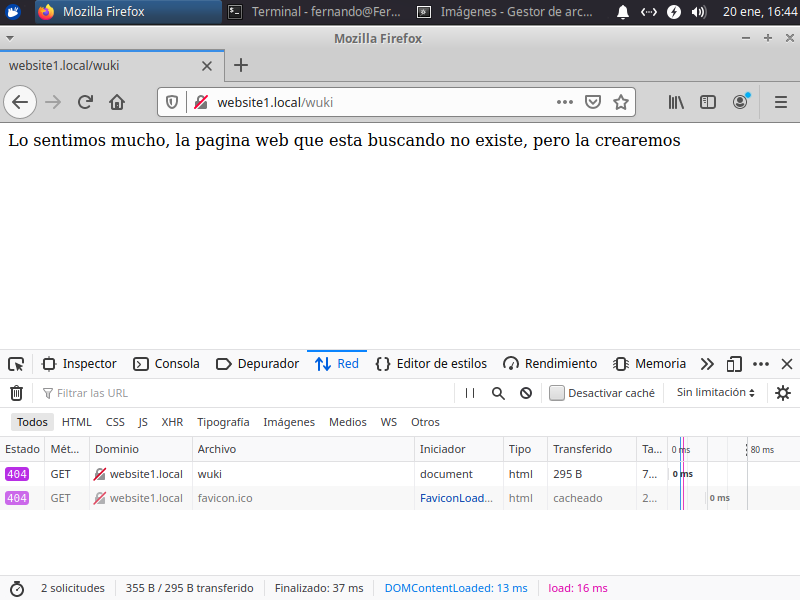 Mozilla Firefox
Terminal - fernando@Fer...
Imágenes - Gestor de arc...
20 ene, 16:44
Mozilla Firefox
website1.local/wuki
website1.local/wuki
Lo sentimos mucho, la pagina web que esta buscando no existe, pero la crearemos
Inspector Consola Depurador Red Editor de estilos Rendimiento Memoria
Filtrar las URL Desactivar caché Sin limitación
Todos HTML CSS JS XHR Tipografía Imágenes Medios WS Otros
Estado Mét... Dominio Archivo Iniciador Tipo Transferido Ta... 0 ms 80 ms
404 GET website1.local wuki document html 295 B 7... 0 ms
404 GET website1.local favicon.ico FaviconLoad... html cacheado 2... 0 ms
2 solicitudes 355 B / 295 B transferido Finalizado: 37 ms DOMContentLoaded: 13 ms load: 16 ms